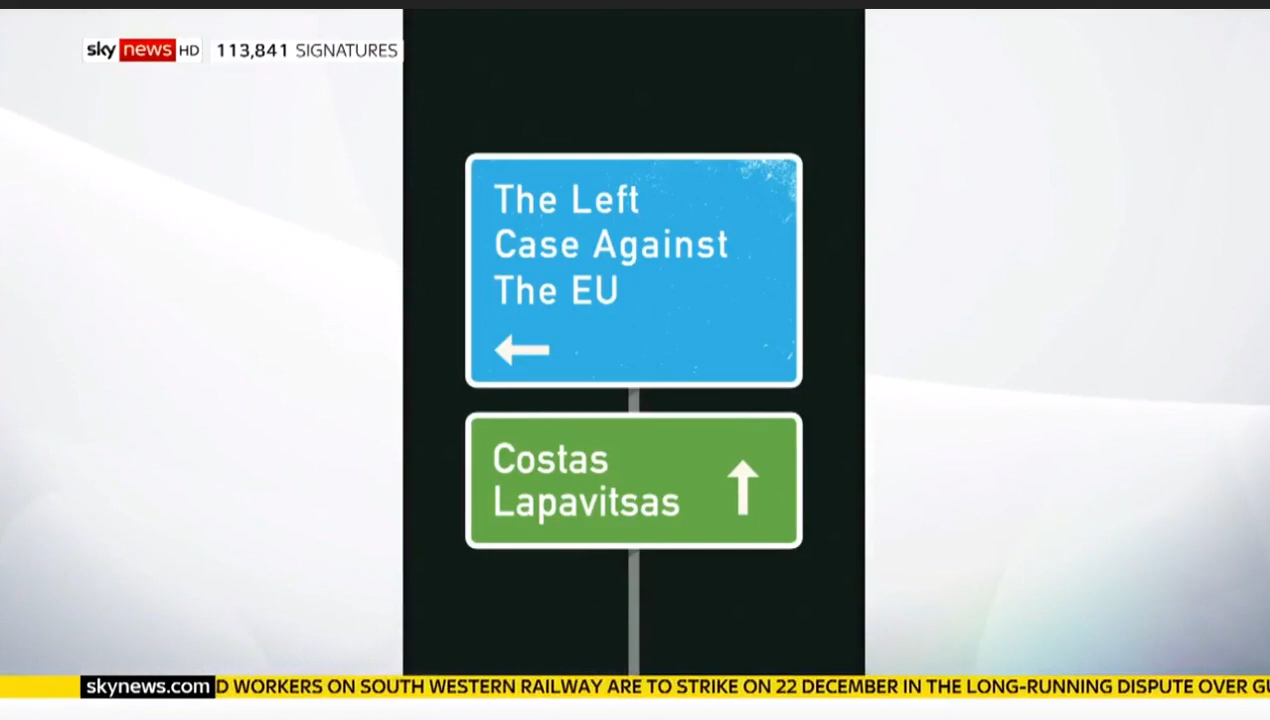 sky news HD 113,841 SIGNATURES
The Left
Case Against
The EU
Costas
Lapavitsas
skynews.com D WORKERS ON SOUTH WESTERN RAILWAY ARE TO STRIKE ON 22 DECEMBER IN THE LONG-RUNNING DISPUTE OVER GU